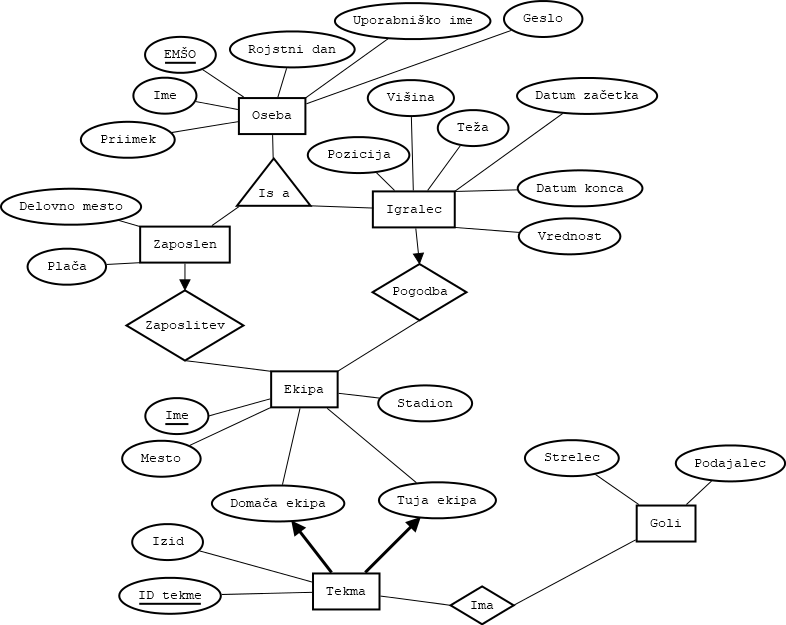 Uporabniško ime
Geslo
EMŠO
Rojstni dan
Ime
Višina
Datum začetka
Oseba
Teža
Priimek
Pozicija
Is a
Datum konca
Delovno mesto
Igralec
Zaposlen
Vrednost
Plača
Pogodba
Zaposlitev
Ekipa
Stadion
Ime
Mesto
Strelec
Podajalec
Domača ekipa
Tuja ekipa
Goli
Izid
Tekma
ID tekme
Ima